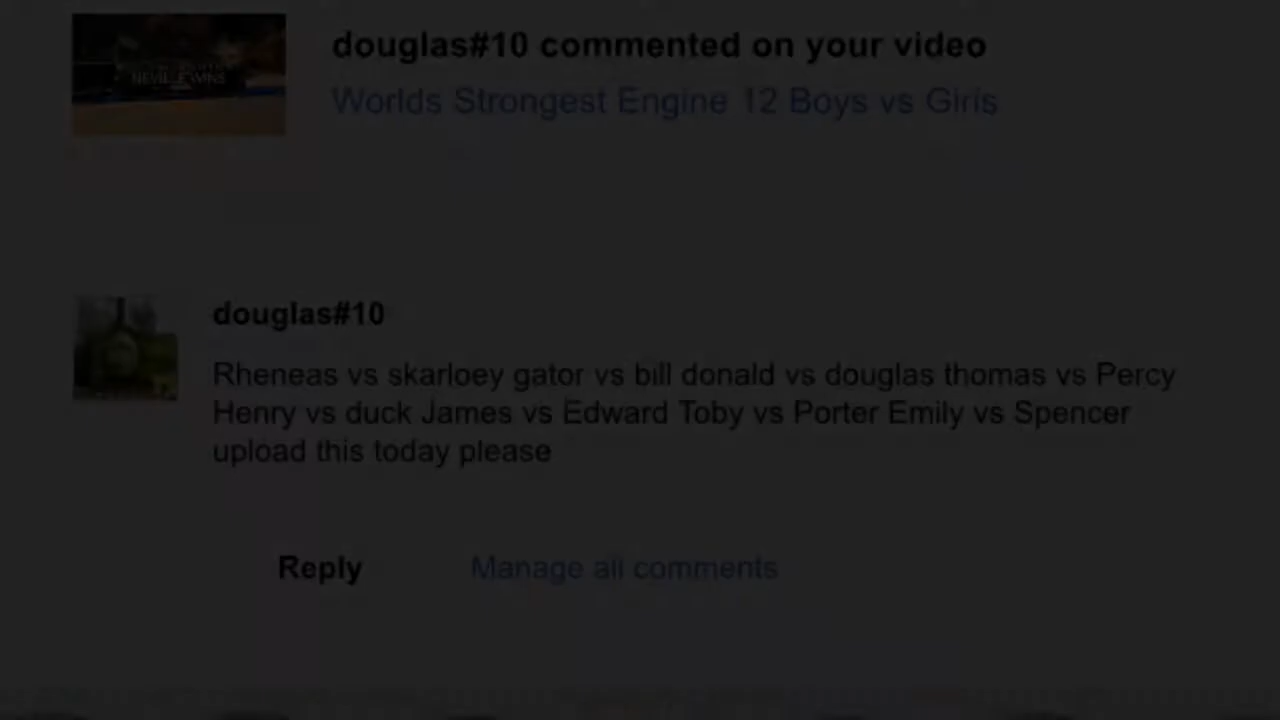 NEVILLE WINS
douglas#10 commented on your video
Worlds Strongest Engine 12 Boys vs Girls
douglas#10
Rheneas vs skarloey gator vs bill donald vs douglas thomas vs Percy
Henry vs duck James vs Edward Toby vs Porter Emily vs Spencer
upload this today please
Reply
Manage all comments